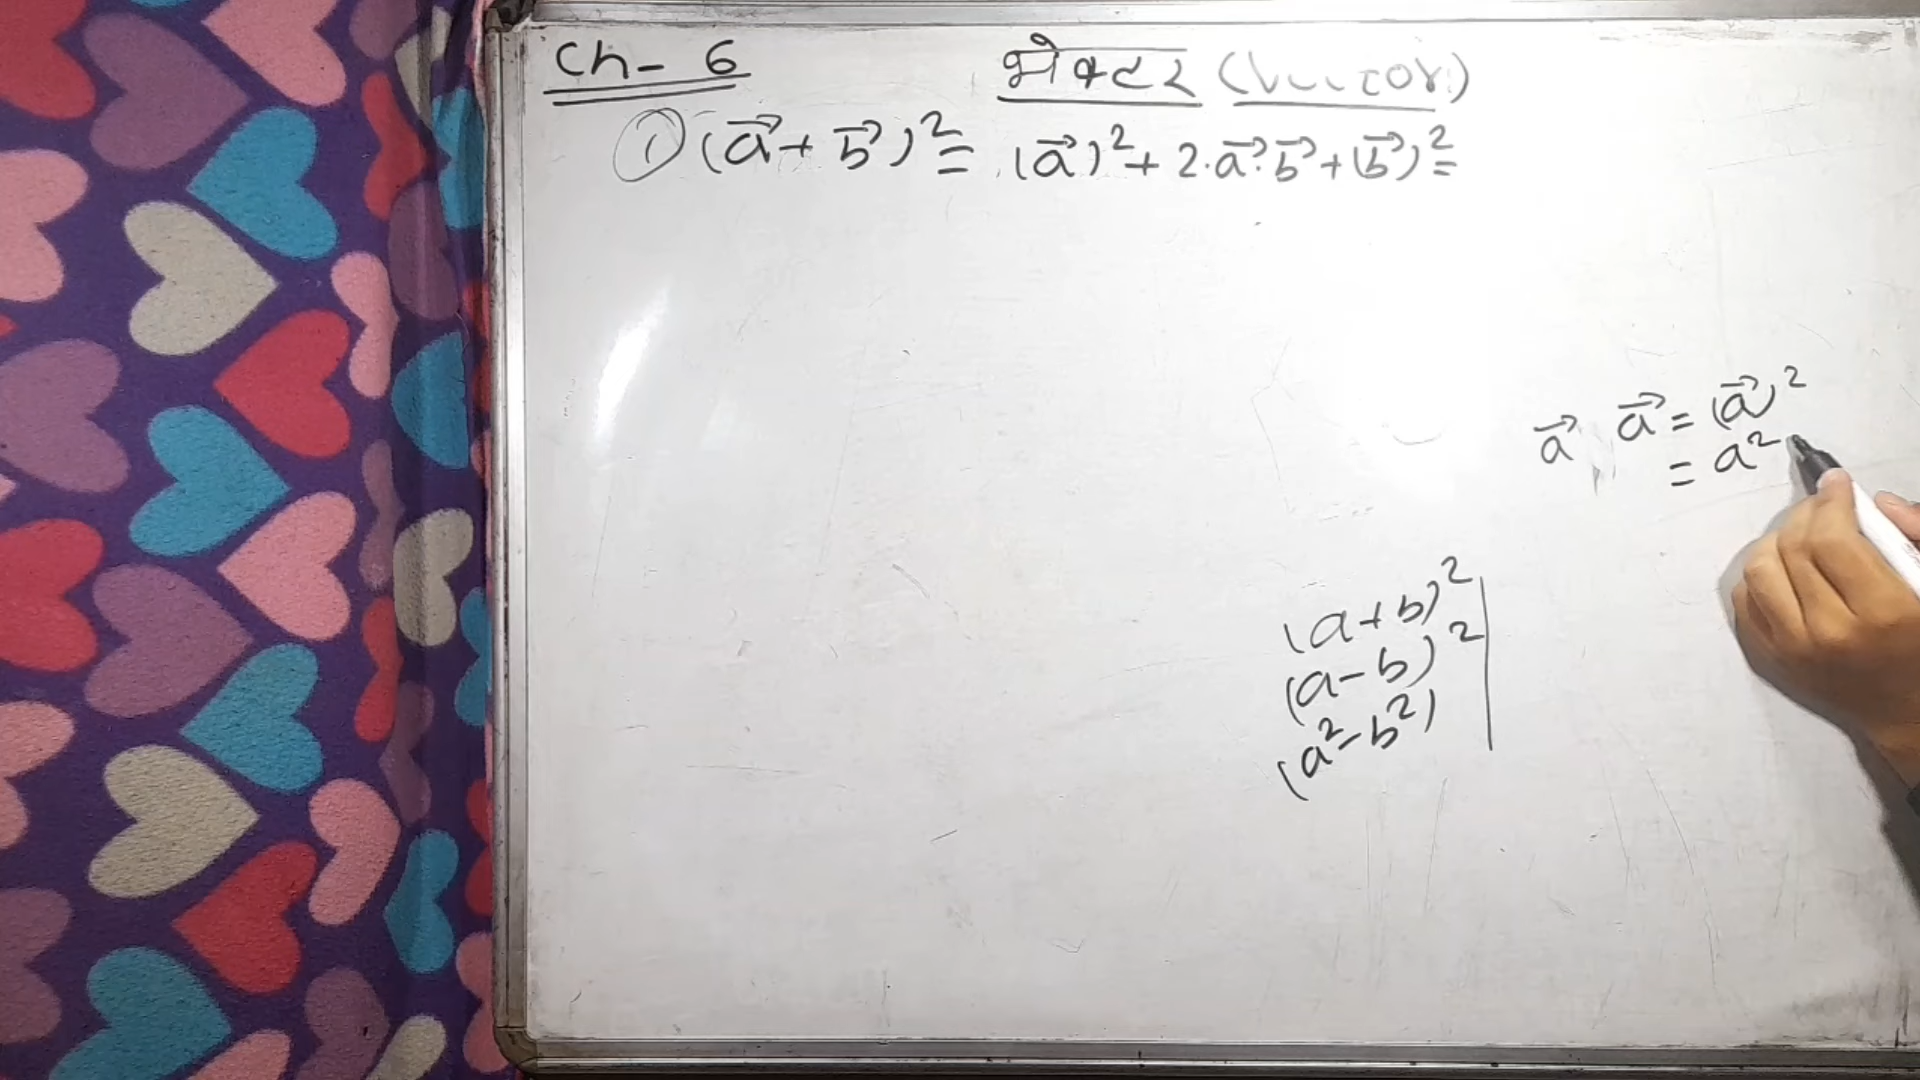 Ch- 6 भेक्टर (Vector)
① (a⃗ + b⃗)² = (a⃗)² + 2·a⃗·b⃗ + (b⃗)² =
a⃗ a⃗ = (a⃗)²
= a²
(a+b)²
(a-b)²
(a²-b²)